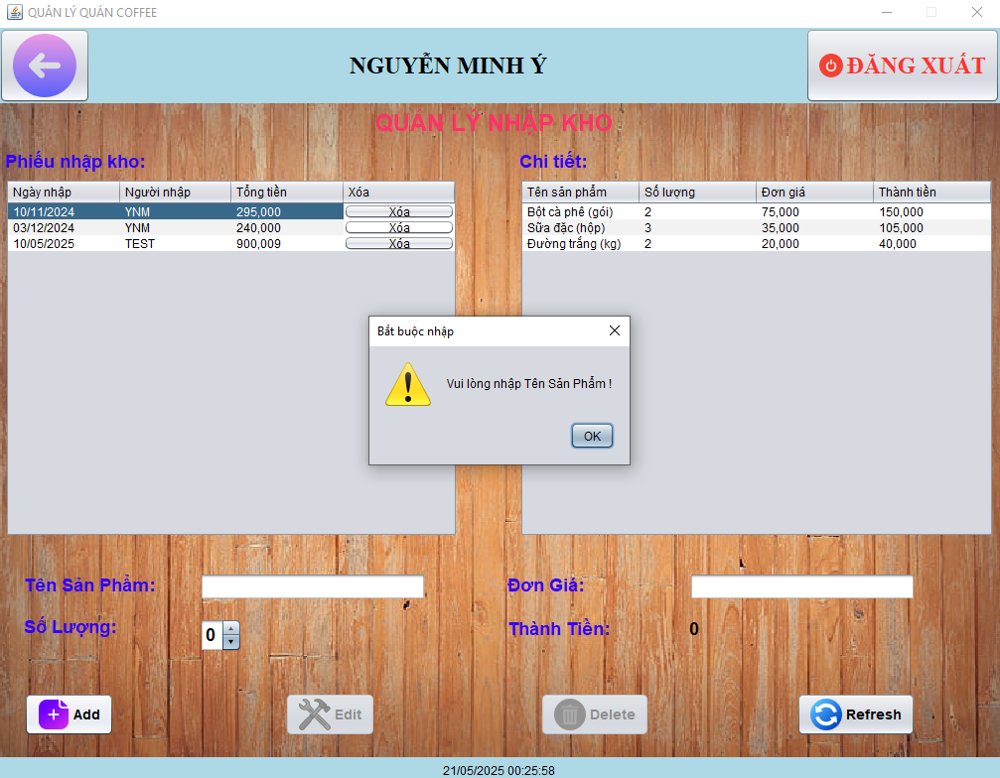 QUẢN LÝ QUÁN COFFEE
NGUYỄN MINH Ý
ĐĂNG XUẤT
QUẢN LÝ NHẬP KHO
Phiếu nhập kho:
Ngày nhập Người nhập Tổng tiền Xóa
10/11/2024 YNM 295,000 Xóa
03/12/2024 YNM 240,000 Xóa
10/05/2025 TEST 900,009 Xóa
Chi tiết:
Tên sản phẩm Số lượng Đơn giá Thành tiền
Bột cà phê (gói) 2 75,000 150,000
Sữa đặc (hộp) 3 35,000 105,000
Đường trắng (kg) 2 20,000 40,000
Bắt buộc nhập
Vui lòng nhập Tên Sản Phẩm !
OK
Tên Sản Phẩm:
Đơn Giá:
Số Lượng: 0
Thành Tiền: 0
Add
Edit
Delete
Refresh
21/05/2025 00:25:58